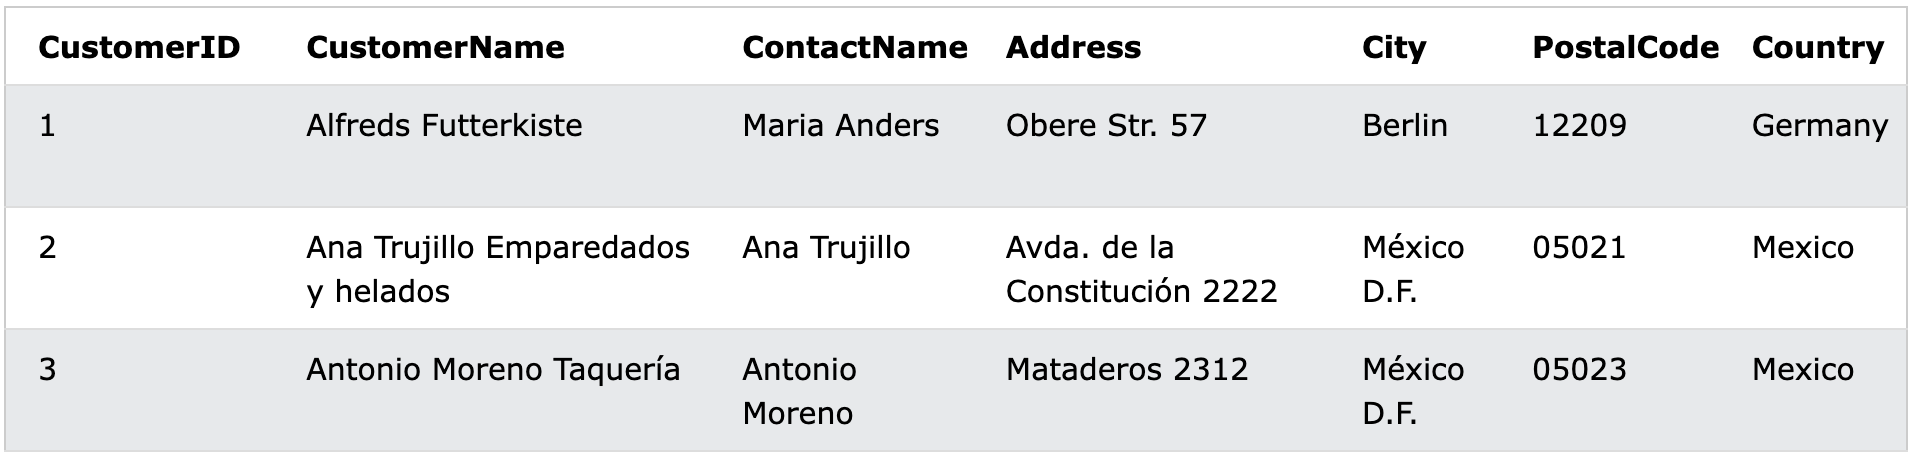 CustomerID CustomerName ContactName Address City PostalCode Country
1 Alfreds Futterkiste Maria Anders Obere Str. 57 Berlin 12209 Germany
2 Ana Trujillo Emparedados Ana Trujillo Avda. de la México 05021 Mexico
y helados Constitución 2222 D.F.
3 Antonio Moreno Taquería Antonio Mataderos 2312 México 05023 Mexico
Moreno D.F.